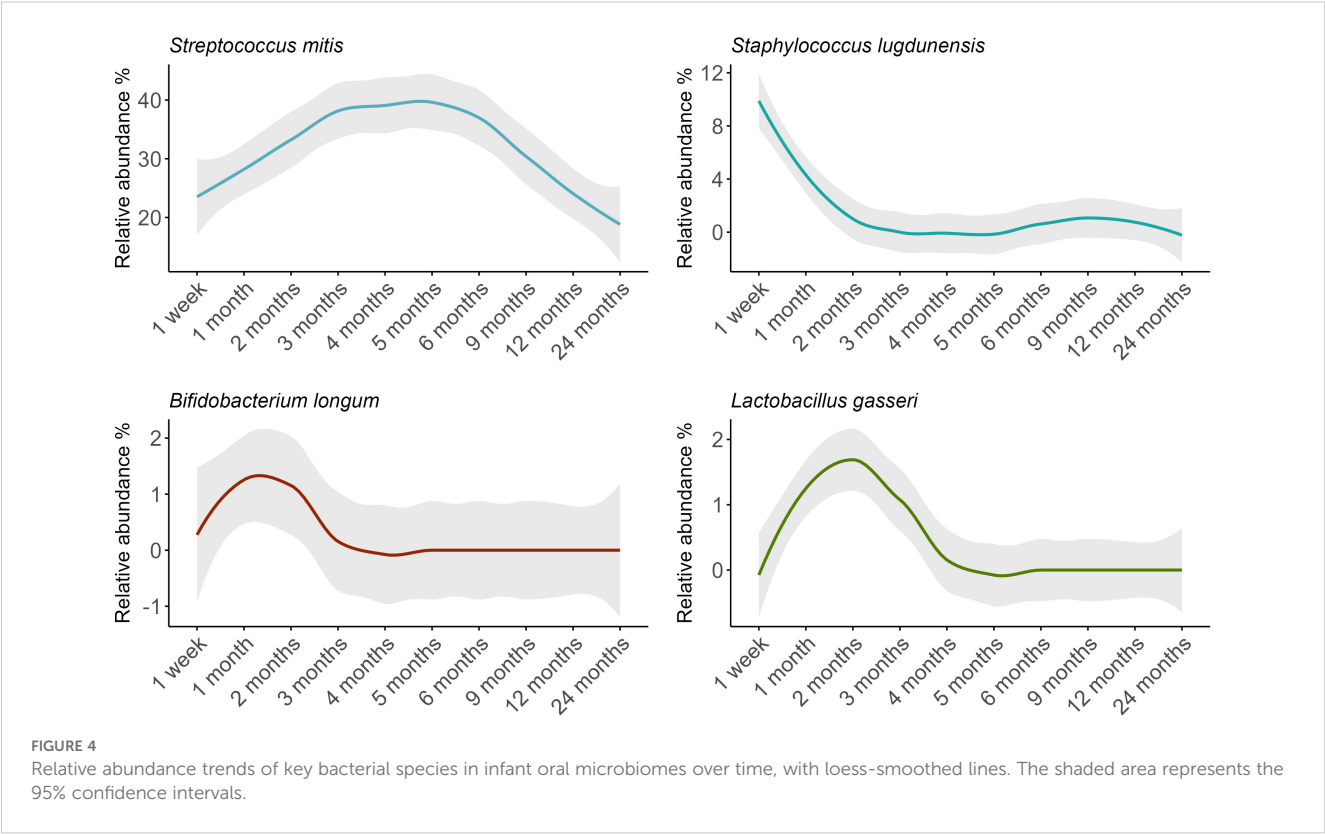 Streptococcus mitis
Relative abundance %
40
30
20
1 week
1 month
2 months
3 months
4 months
5 months
6 months
9 months
12 months
24 months
Staphylococcus lugdunensis
Relative abundance %
12
8
4
0
1 week
1 month
2 months
3 months
4 months
5 months
6 months
9 months
12 months
24 months
Bifidobacterium longum
Relative abundance %
2
1
0
-1
1 week
1 month
2 months
3 months
4 months
5 months
6 months
9 months
12 months
24 months
Lactobacillus gasseri
Relative abundance %
2
1
0
1 week
1 month
2 months
3 months
4 months
5 months
6 months
9 months
12 months
24 months
FIGURE 4
Relative abundance trends of key bacterial species in infant oral microbiomes over time, with loess-smoothed lines. The shaded area represents the
95% confidence intervals.